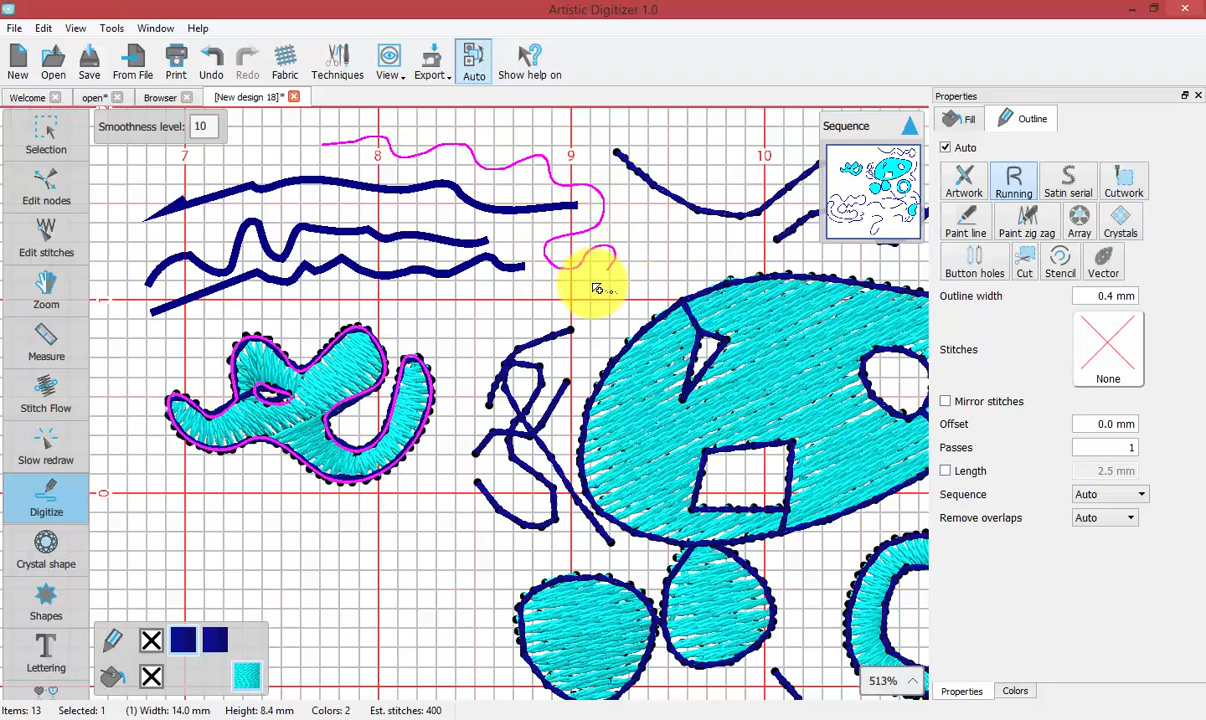 Artistic Digitizer 1.0
File Edit View Tools Window Help
New Open Save From File Print Undo Redo Fabric Techniques View Export Auto Show help on
Welcome open* Browser [New design 18]*
Properties
Smoothness level: 10
Sequence
Fill Outline
Auto
7 8 9 10
Selection
Edit nodes
Edit stitches
Zoom
Measure
Stitch Flow
Slow redraw
Digitize
Crystal shape
Shapes
Lettering
0
Artwork Running Satin serial Cutwork
Paint line Paint zig zag Array Crystals
Button holes Cut Stencil Vector
Outline width 0.4 mm
Stitches
None
Mirror stitches
Offset 0.0 mm
Passes 1
Length 2.5 mm
Sequence Auto
Remove overlaps Auto
513%
Properties Colors
Items: 13 Selected: 1 (1) Width: 14.0 mm Height: 8.4 mm Colors: 2 Est. stitches: 400